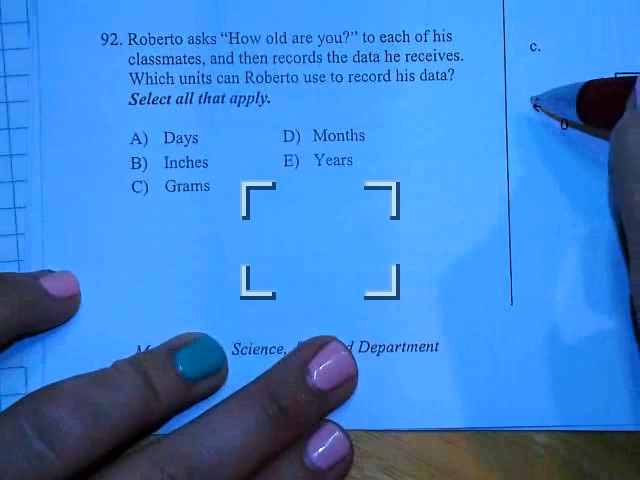 92. Roberto asks “How old are you?” to each of his
classmates, and then records the data he receives.
Which units can Roberto use to record his data?
Select all that apply.
A) Days
B) Inches
C) Grams
D) Months
E) Years
Science, Department
c.
0